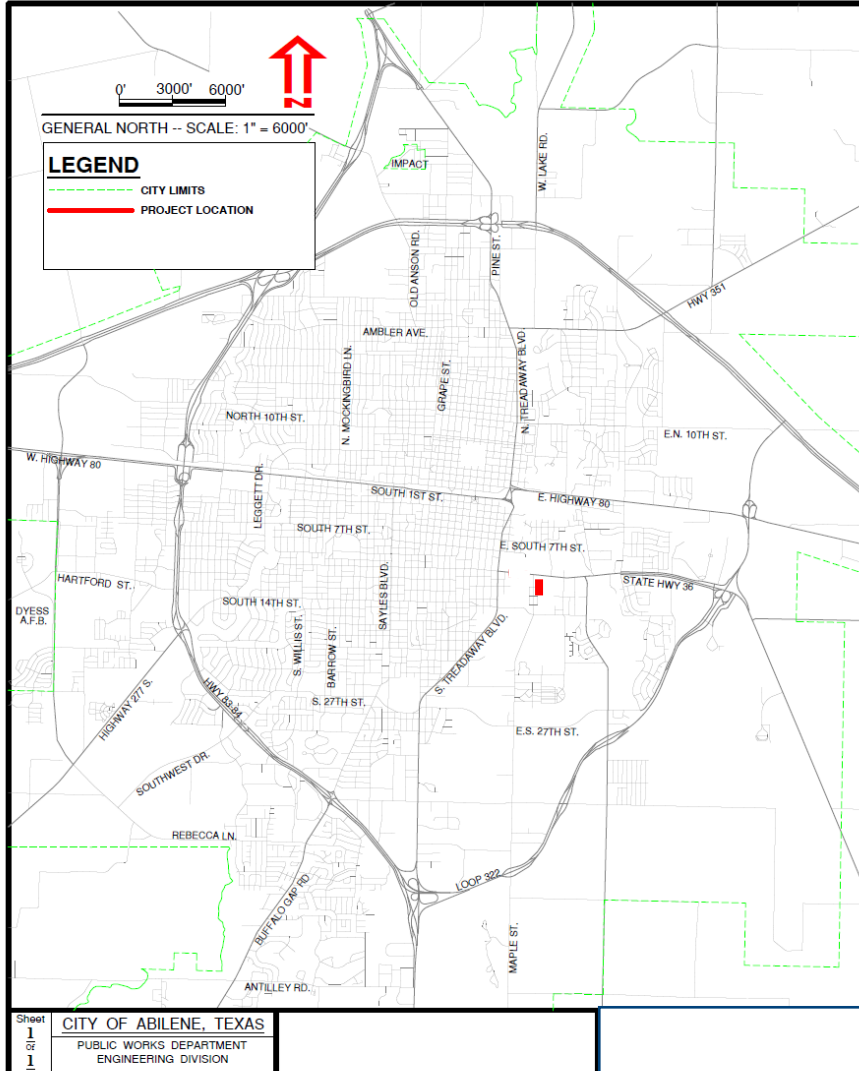 0' 3000' 6000'
N
GENERAL NORTH -- SCALE: 1" = 6000'
LEGEND
CITY LIMITS
PROJECT LOCATION
IMPACT
W. LAKE RD.
OLD ANSON RD.
PINE ST.
HWY 351
AMBLER AVE.
N. MOCKINGBIRD LN.
GRAPE ST.
N. TREADAWAY BLVD.
NORTH 10TH ST.
E.N. 10TH ST.
W. HIGHWAY 80
LEGGETT DR.
SOUTH 1ST ST.
E. HIGHWAY 80
SOUTH 7TH ST.
E. SOUTH 7TH ST.
HARTFORD ST.
STATE HWY 36
DYESS
A.F.B.
SOUTH 14TH ST.
SAYLES BLVD.
S. WILLIS ST.
BARROW ST.
S. TREADAWAY BLVD.
HWY 83-84
HIGHWAY 277 S.
S. 27TH ST.
E.S. 27TH ST.
SOUTHWEST DR.
REBECCA LN.
LOOP 322
BUFFALO GAP RD
MAPLE ST.
ANTILLEY RD.
Sheet
1
of
1
CITY OF ABILENE, TEXAS
PUBLIC WORKS DEPARTMENT
ENGINEERING DIVISION